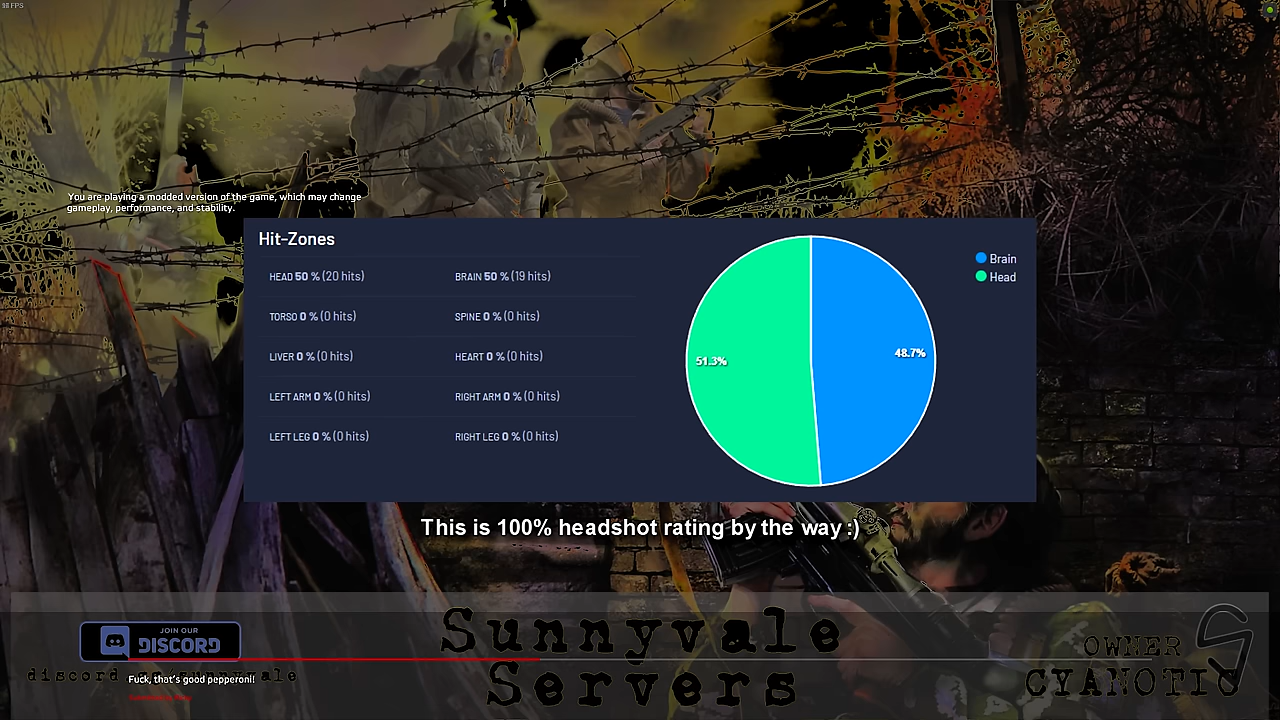 FPS
You are playing a modded version of the game, which may change
gameplay, performance, and stability.
Hit-Zones
HEAD 50 % (20 hits)
BRAIN 50 % (19 hits)
TORSO 0 % (0 hits)
SPINE 0 % (0 hits)
LIVER 0 % (0 hits)
HEART 0 % (0 hits)
LEFT ARM 0 % (0 hits)
RIGHT ARM 0 % (0 hits)
LEFT LEG 0 % (0 hits)
RIGHT LEG 0 % (0 hits)
Brain
Head
51.3%
48.7%
This is 100% headshot rating by the way :)
JOIN OUR
DISCORD
discord
Fuck, that's good pepperoni!
Sunnyvale
Servers
OWNER
CYANOTIC